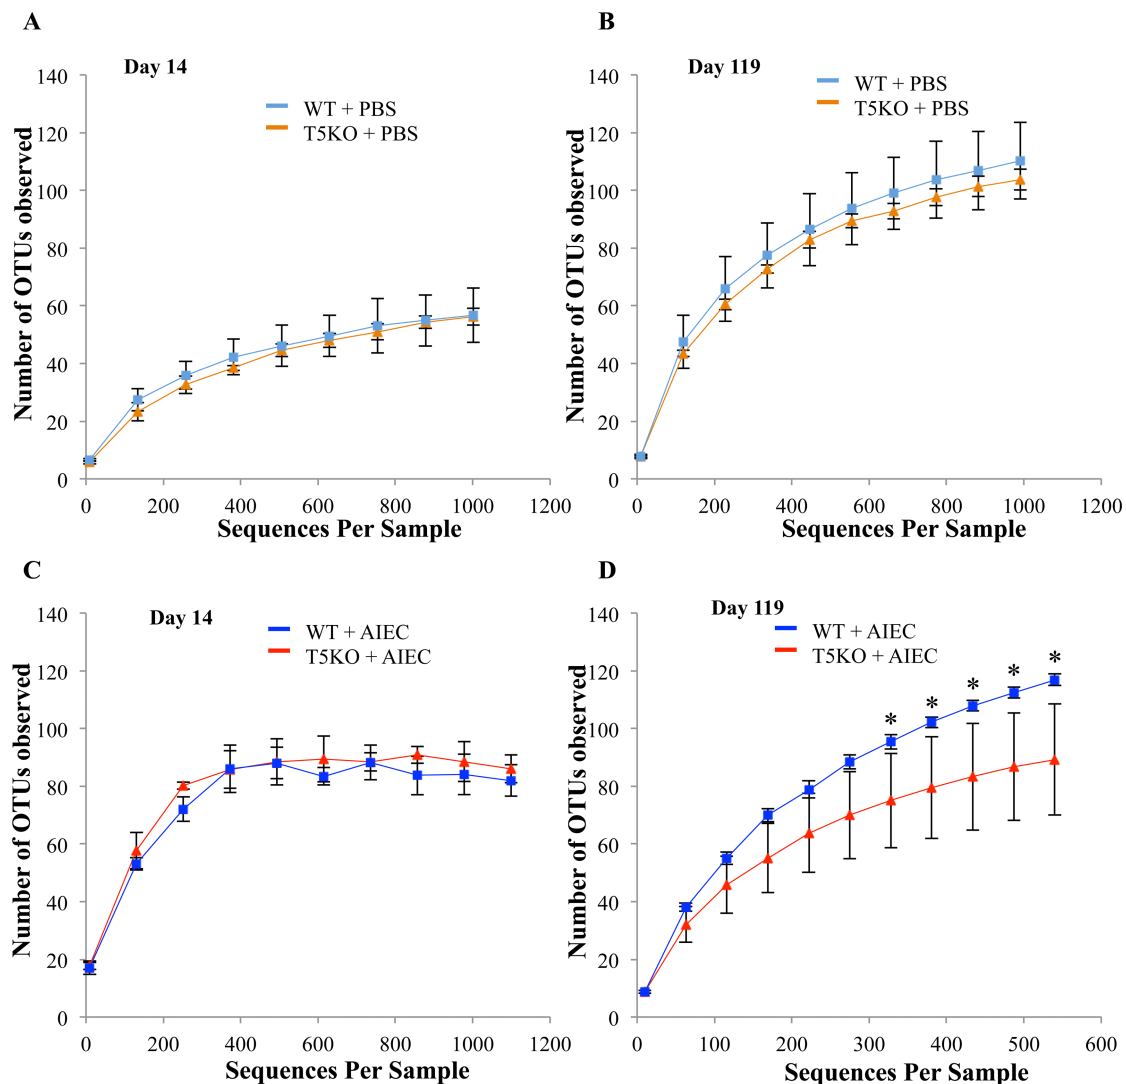 A
Day 14
WT + PBS
T5KO + PBS
Number of OTUs observed
140
120
100
80
60
40
20
0
0 200 400 600 800 1000 1200
Sequences Per Sample
B
Day 119
WT + PBS
T5KO + PBS
Number of OTUs observed
140
120
100
80
60
40
20
0
0 200 400 600 800 1000 1200
Sequences Per Sample
C
Day 14
WT + AIEC
T5KO + AIEC
Number of OTUs observed
140
120
100
80
60
40
20
0
0 200 400 600 800 1000 1200
Sequences Per Sample
D
Day 119
WT + AIEC
T5KO + AIEC
* * * * *
Number of OTUs observed
140
120
100
80
60
40
20
0
0 100 200 300 400 500 600
Sequences Per Sample